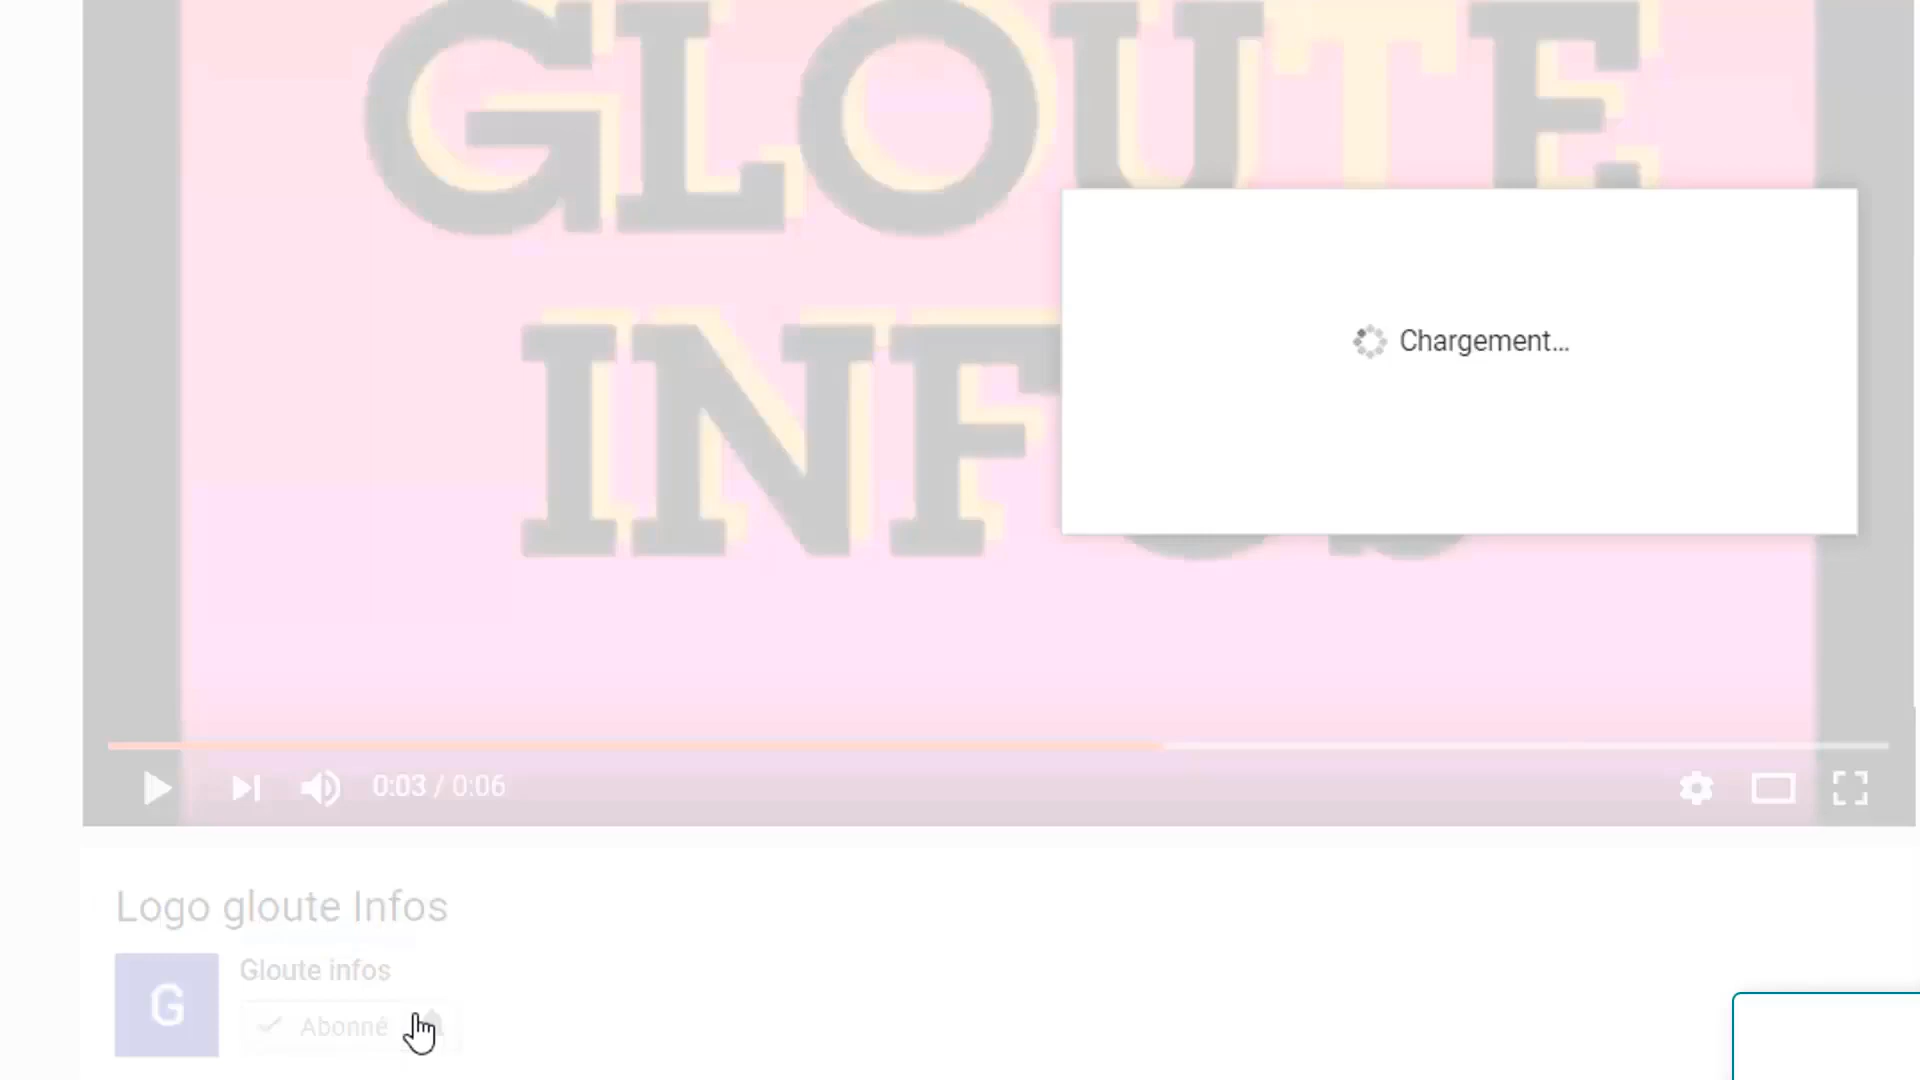 GLOUTE
INF
Chargement...
0:03 / 0:06
Logo gloute Infos
G
Gloute infos
Abonné